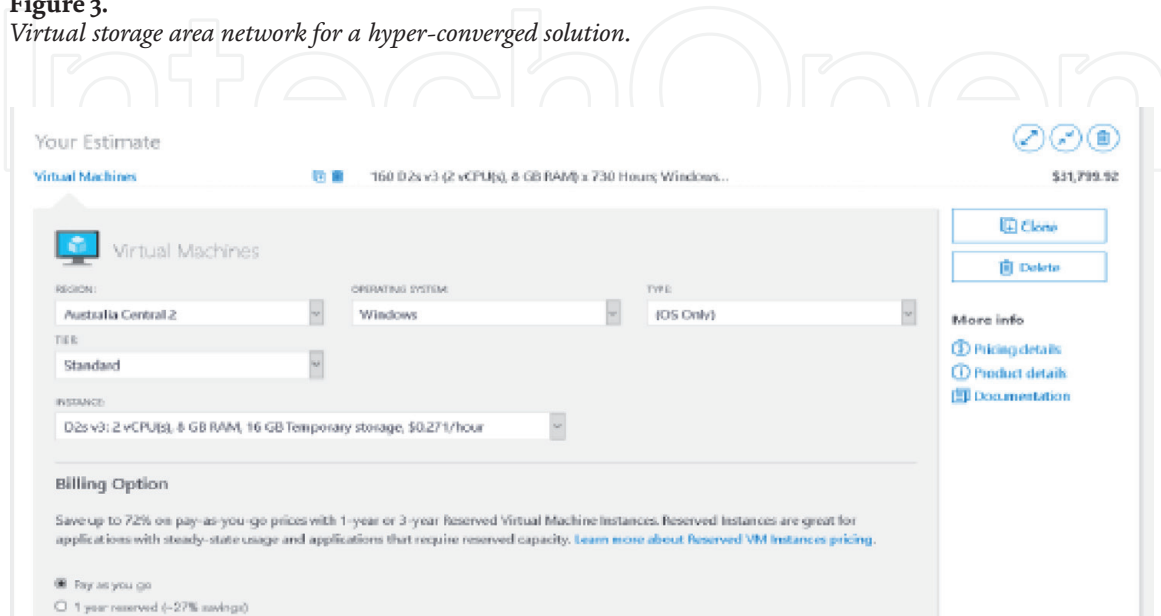 Figure 3.
Virtual storage area network for a hyper-converged solution.
IntechOpen
Your Estimate
Virtual Machines 160 D2s v3 (2 vCPU(s), 8 GB RAM) x 730 Hours; Windows... $31,799.92
Virtual Machines
Clone
Delete
REGION: OPERATING SYSTEM: TYPE:
Australia Central 2 Windows (OS Only)
TIER:
Standard
INSTANCE:
D2s v3: 2 vCPU(s), 8 GB RAM, 16 GB Temporary storage, $0.271/hour
More info
Pricing details
Product details
Documentation
Billing Option
Save up to 72% on pay-as-you-go prices with 1-year or 3-year Reserved Virtual Machine Instances. Reserved Instances are great for
applications with steady-state usage and applications that require reserved capacity. Learn more about Reserved VM Instances pricing.
Pay as you go
1 year reserved (~27% savings)